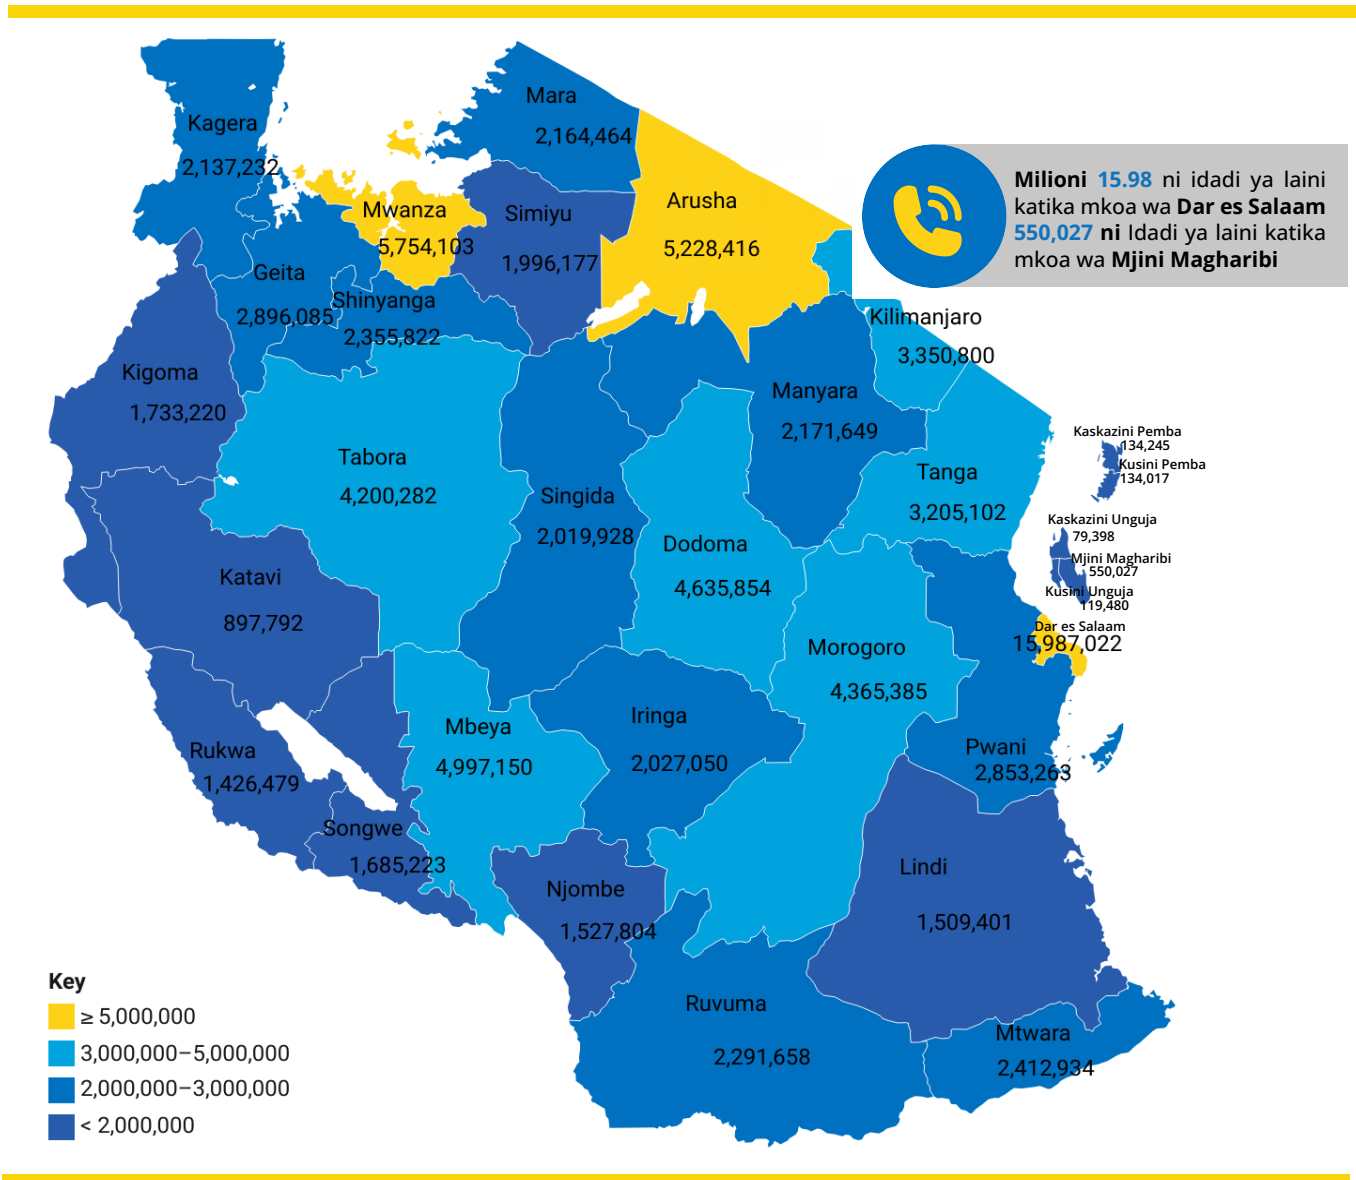 Mara
2,164,464
Kagera
2,137,232
Milioni 15.98 ni idadi ya laini
katika mkoa wa Dar es Salaam
550,027 ni Idadi ya laini katika
mkoa wa Mjini Magharibi
Arusha
5,228,416
Mwanza
5,754,103
Simiyu
1,996,177
Geita
2,896,085
Shinyanga
2,355,822
Kilimanjaro
3,350,800
Kigoma
1,733,220
Manyara
2,171,649
Kaskazini Pemba
134,245
Kusini Pemba
134,017
Tabora
4,200,282
Singida
2,019,928
Tanga
3,205,102
Dodoma
4,635,854
Kaskazini Unguja
79,398
Mjini Magharibi
550,027
Kusini Unguja
119,480
Katavi
897,792
Dar es Salaam
15,987,022
Morogoro
4,365,385
Iringa
2,027,050
Mbeya
4,997,150
Rukwa
1,426,479
Pwani
2,853,263
Songwe
1,685,223
Njombe
1,527,804
Lindi
1,509,401
Ruvuma
2,291,658
Mtwara
2,412,934
Key
≥ 5,000,000
3,000,000–5,000,000
2,000,000–3,000,000
< 2,000,000